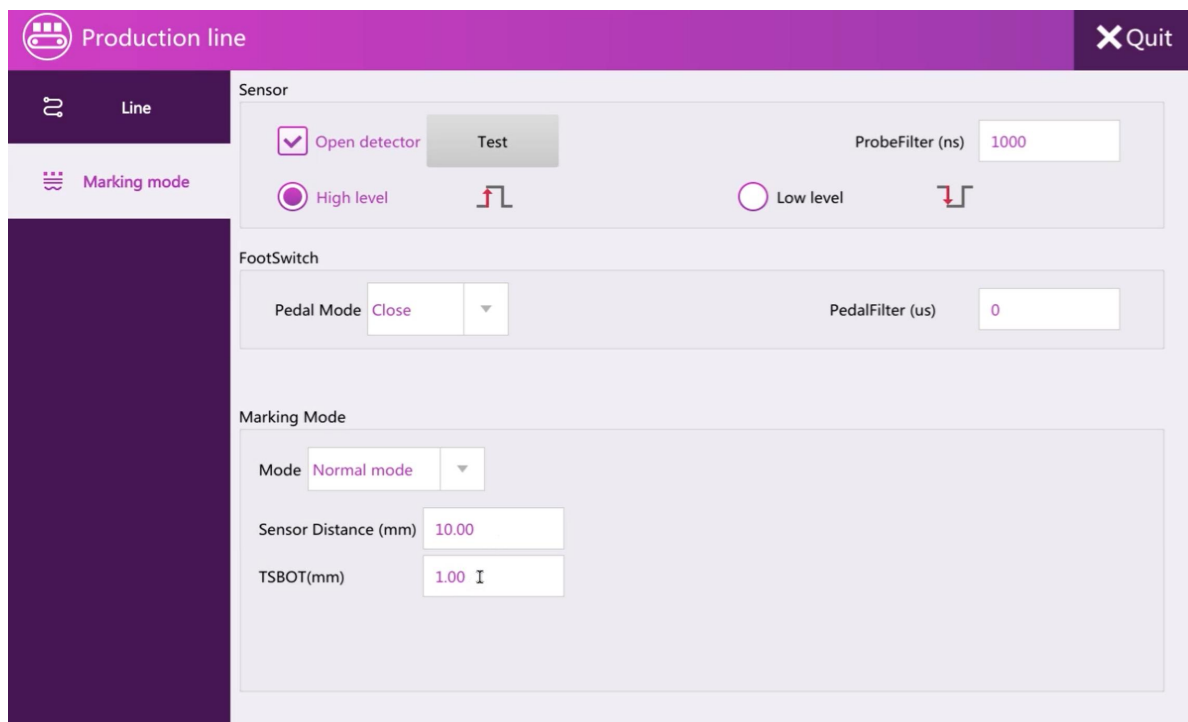 Production line
Quit
Line
Marking mode
Sensor
Open detector
Test
ProbeFilter (ns)
1000
High level
Low level
FootSwitch
Pedal Mode
Close
PedalFilter (us)
0
Marking Mode
Mode
Normal mode
Sensor Distance (mm)
10.00
TSBOT(mm)
1.00